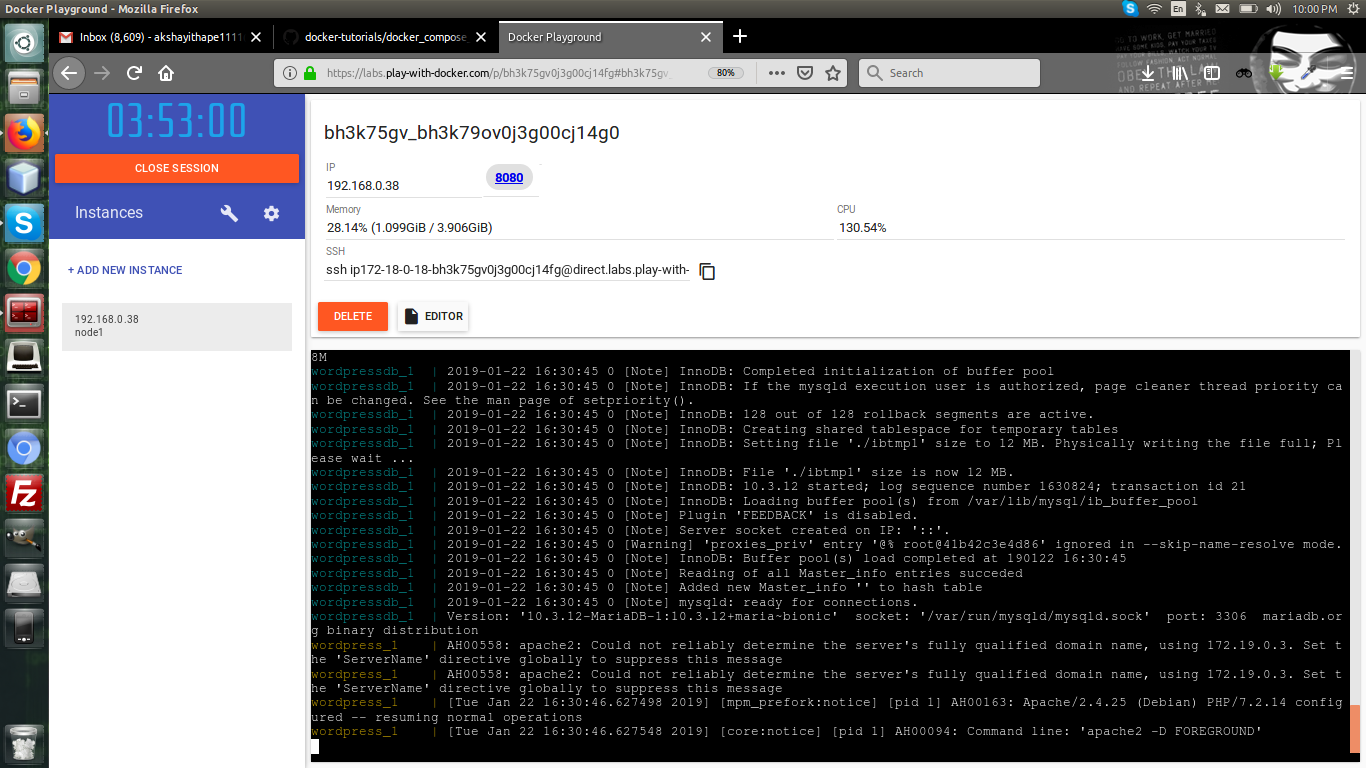 Docker Playground - Mozilla Firefox
En
10:00 PM
Inbox (8,609) - akshayithape1111
docker-tutorials/docker_compose
Docker Playground
https://labs.play-with-docker.com/p/bh3k75gv0j3g00cj14fg#bh3k75gv_
80%
Search
03:53:00
CLOSE SESSION
Instances
+ ADD NEW INSTANCE
192.168.0.38
node1
bh3k75gv_bh3k79ov0j3g00cj14g0
IP
192.168.0.38
8080
Memory
28.14% (1.099GiB / 3.906GiB)
CPU
130.54%
SSH
ssh ip172-18-0-18-bh3k75gv0j3g00cj14fg@direct.labs.play-with-
DELETE
EDITOR
8M
wordpressdb_1 | 2019-01-22 16:30:45 0 [Note] InnoDB: Completed initialization of buffer pool
wordpressdb_1 | 2019-01-22 16:30:45 0 [Note] InnoDB: If the mysqld execution user is authorized, page cleaner thread priority ca
n be changed. See the man page of setpriority().
wordpressdb_1 | 2019-01-22 16:30:45 0 [Note] InnoDB: 128 out of 128 rollback segments are active.
wordpressdb_1 | 2019-01-22 16:30:45 0 [Note] InnoDB: Creating shared tablespace for temporary tables
wordpressdb_1 | 2019-01-22 16:30:45 0 [Note] InnoDB: Setting file './ibtmp1' size to 12 MB. Physically writing the file full; Pl
ease wait ...
wordpressdb_1 | 2019-01-22 16:30:45 0 [Note] InnoDB: File './ibtmp1' size is now 12 MB.
wordpressdb_1 | 2019-01-22 16:30:45 0 [Note] InnoDB: 10.3.12 started; log sequence number 1630824; transaction id 21
wordpressdb_1 | 2019-01-22 16:30:45 0 [Note] InnoDB: Loading buffer pool(s) from /var/lib/mysql/ib_buffer_pool
wordpressdb_1 | 2019-01-22 16:30:45 0 [Note] Plugin 'FEEDBACK' is disabled.
wordpressdb_1 | 2019-01-22 16:30:45 0 [Note] Server socket created on IP: '::'.
wordpressdb_1 | 2019-01-22 16:30:45 0 [Warning] 'proxies_priv' entry '@% root@41b42c3e4d86' ignored in --skip-name-resolve mode.
wordpressdb_1 | 2019-01-22 16:30:45 0 [Note] InnoDB: Buffer pool(s) load completed at 190122 16:30:45
wordpressdb_1 | 2019-01-22 16:30:45 0 [Note] Reading of all Master_info entries succeded
wordpressdb_1 | 2019-01-22 16:30:45 0 [Note] Added new Master_info '' to hash table
wordpressdb_1 | 2019-01-22 16:30:45 0 [Note] mysqld: ready for connections.
wordpressdb_1 | Version: '10.3.12-MariaDB-1:10.3.12+maria~bionic' socket: '/var/run/mysqld/mysqld.sock' port: 3306 mariadb.or
g binary distribution
wordpress_1 | AH00558: apache2: Could not reliably determine the server's fully qualified domain name, using 172.19.0.3. Set t
he 'ServerName' directive globally to suppress this message
wordpress_1 | AH00558: apache2: Could not reliably determine the server's fully qualified domain name, using 172.19.0.3. Set t
he 'ServerName' directive globally to suppress this message
wordpress_1 | [Tue Jan 22 16:30:46.627498 2019] [mpm_prefork:notice] [pid 1] AH00163: Apache/2.4.25 (Debian) PHP/7.2.14 config
ured -- resuming normal operations
wordpress_1 | [Tue Jan 22 16:30:46.627548 2019] [core:notice] [pid 1] AH00094: Command line: 'apache2 -D FOREGROUND'